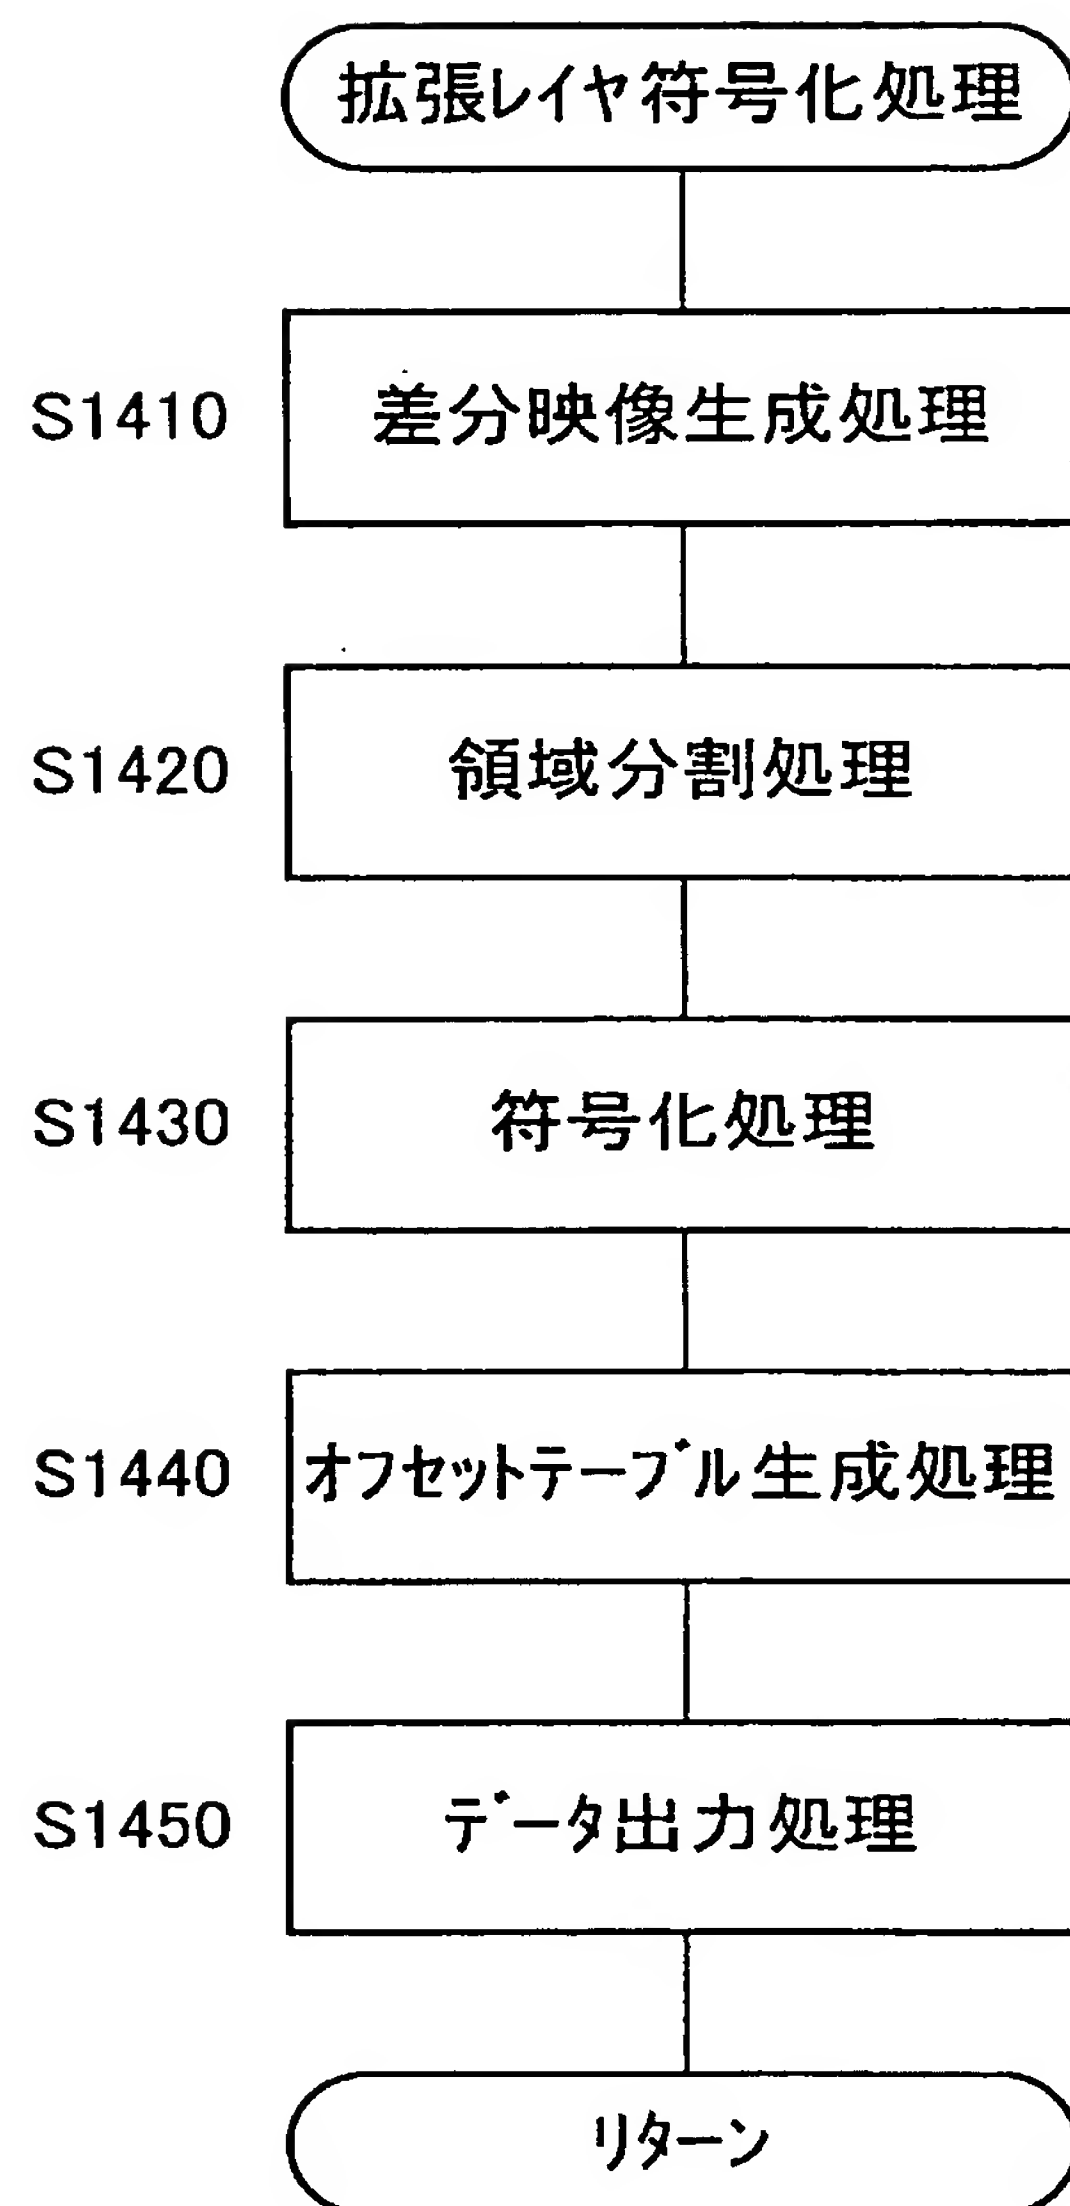 拡張レイヤ符号化処理
S1410 差分映像生成処理
S1420 領域分割処理
S1430 符号化処理
S1440 オフセットテーブル生成処理
S1450 データ出力処理
リターン